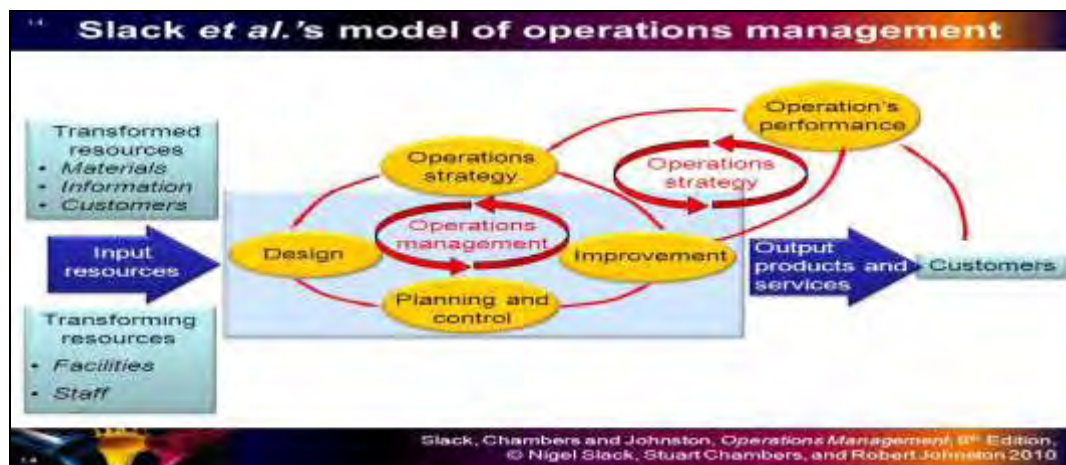 14
Slack et al.'s model of operations management
Transformed
resources
• Materials
• Information
• Customers
Input
resources
Transforming
resources
• Facilities
• Staff
Operations
strategy
Operations
management
Design
Improvement
Planning and
control
Operation's
performance
Operations
strategy
Output
products and
services
Customers
Slack, Chambers and Johnston, Operations Management, 6th Edition,
© Nigel Slack, Stuart Chambers, and Robert Johnston 2010
14